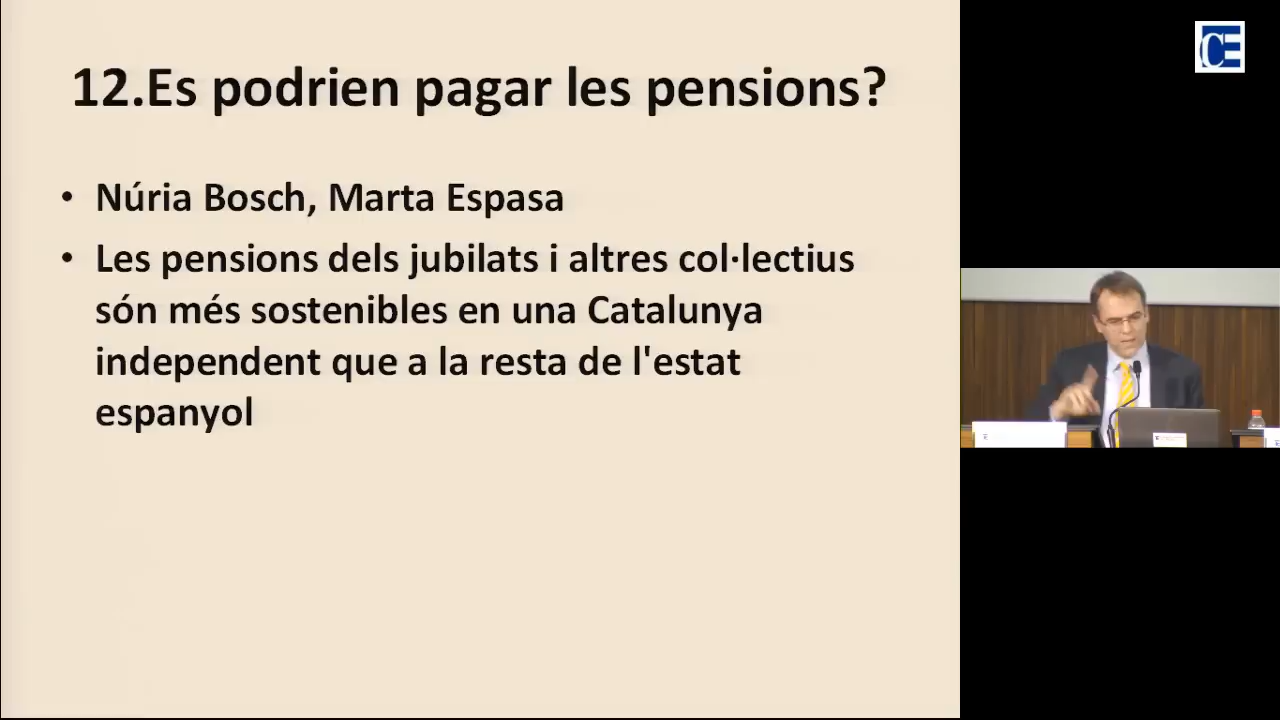 12.Es podrien pagar les pensions?
• Núria Bosch, Marta Espasa
• Les pensions dels jubilats i altres col·lectius
són més sostenibles en una Catalunya
independent que a la resta de l'estat
espanyol
CE